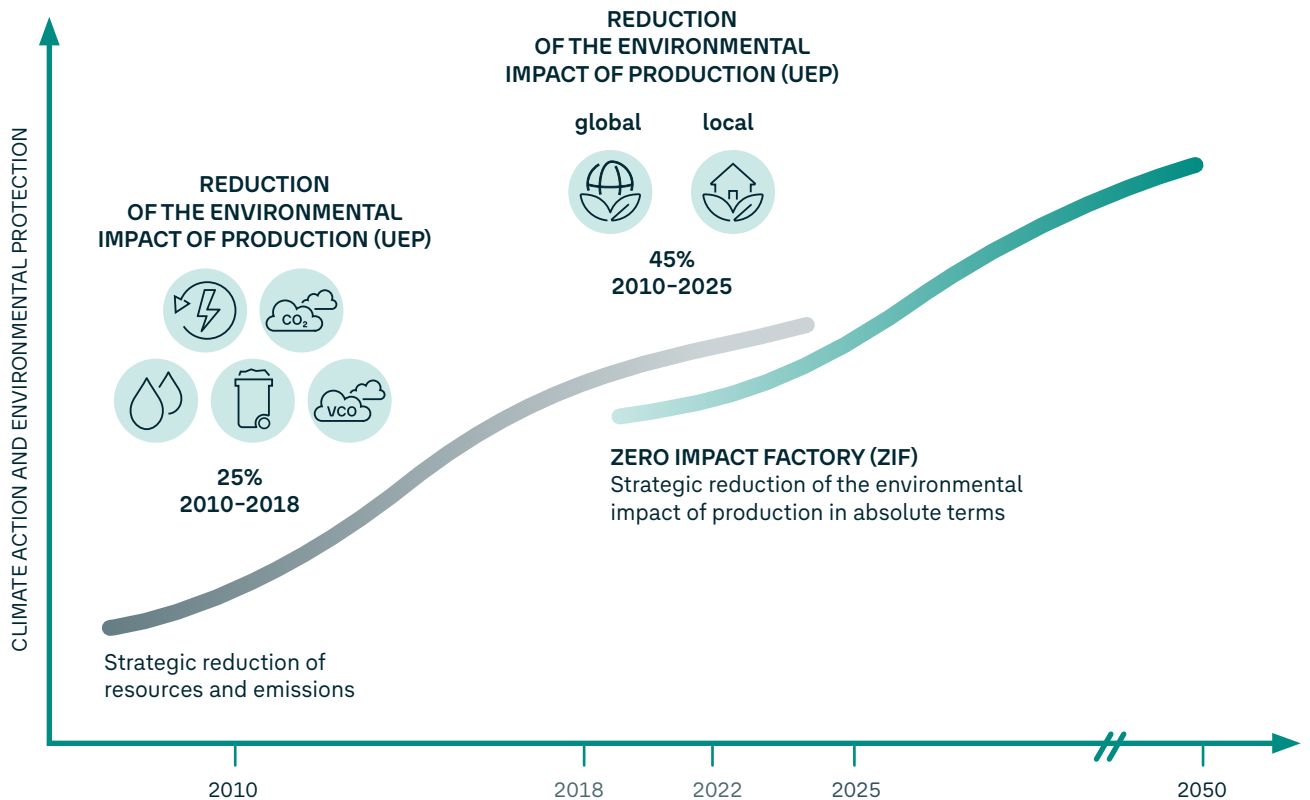 CLIMATE ACTION AND ENVIRONMENTAL PROTECTION
REDUCTION
OF THE ENVIRONMENTAL
IMPACT OF PRODUCTION (UEP)
CO₂
VCO
25%
2010–2018
Strategic reduction of
resources and emissions
REDUCTION
OF THE ENVIRONMENTAL
IMPACT OF PRODUCTION (UEP)
global
local
45%
2010–2025
ZERO IMPACT FACTORY (ZIF)
Strategic reduction of the environmental
impact of production in absolute terms
2010
2018
2022
2025
2050